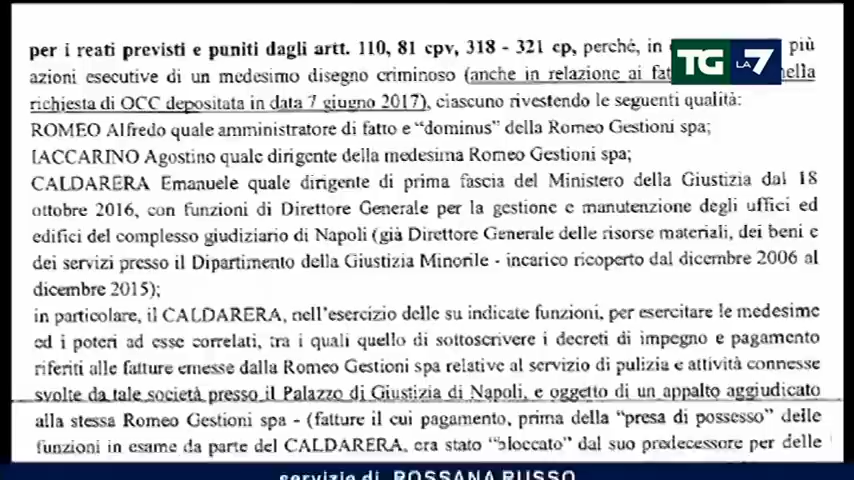 per i reati previsti e puniti dagli artt. 110, 81 cpv, 318 - 321 cp, perché, in più
azioni esecutive di un medesimo disegno criminoso (anche in relazione ai nella
richiesta di OCC depositata in data 7 giugno 2017), ciascuno rivestendo le seguenti qualità:
ROMEO Alfredo quale amministratore di fatto e "dominus" della Romeo Gestioni spa;
IACCARINO Agostino quale dirigente della medesima Romeo Gestioni spa;
CALDARERA Emanuele quale dirigente di prima fascia del Ministero della Giustizia dal 18
ottobre 2016, con funzioni di Direttore Generale per la gestione e manutenzione degli uffici ed
edifici del complesso giudiziario di Napoli (già Direttore Generale delle risorse materiali, dei beni e
dei servizi presso il Dipartimento della Giustizia Minorile - incarico ricoperto dal dicembre 2006 al
dicembre 2015);
in particolare, il CALDARERA, nell'esercizio delle su indicate funzioni, per esercitare le medesime
ed i poteri ad esse correlati, tra i quali quello di sottoscrivere i decreti di impegno e pagamento
riferiti alle fatture emesse dalla Romeo Gestioni spa relative al servizio di pulizia e attività connesse
svolte da tale società presso il Palazzo di Giustizia di Napoli, e oggetto di un appalto aggiudicato
alla stessa Romeo Gestioni spa - (fatture il cui pagamento, prima della "presa di possesso" delle
funzioni in esame da parte del CALDARERA, era stato "bloccato" dal suo predecessore per delle
TG LA7
servizio di ROSSANA RUSSO